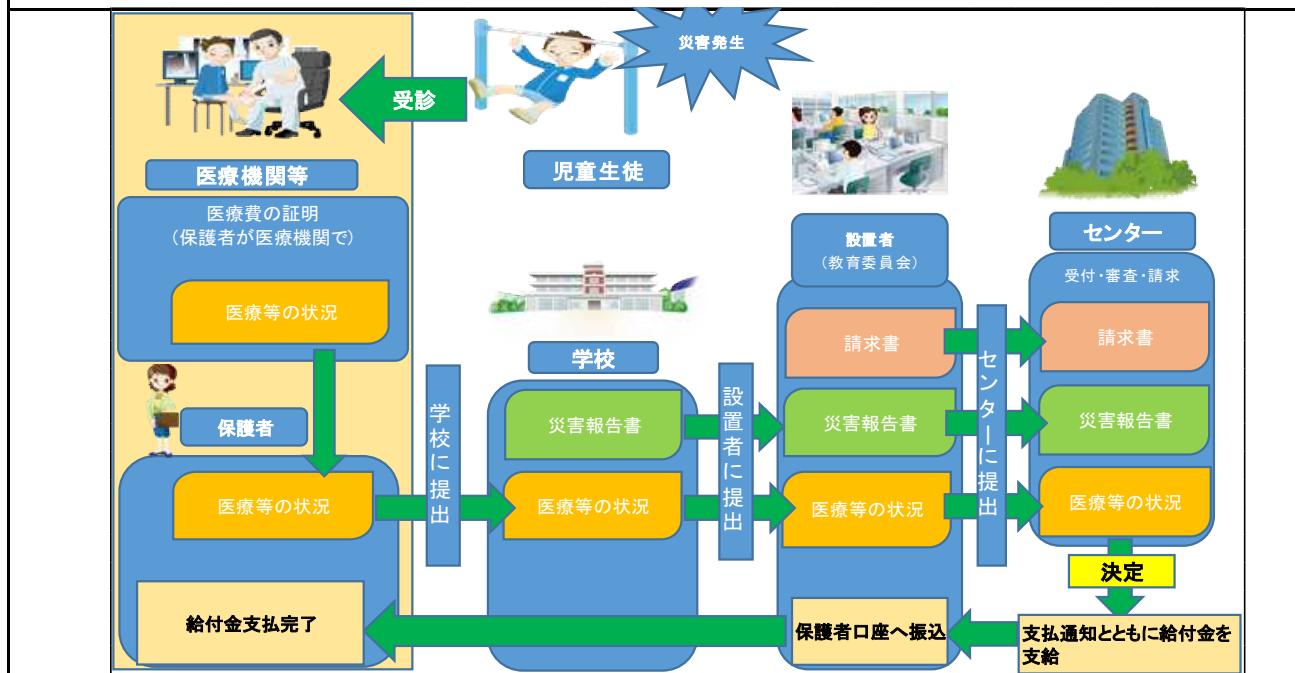 災害発生
受診
医療機関等
児童生徒
医療費の証明
（保護者が医療機関で）
医療等の状況
保護者
医療等の状況
給付金支払完了
学校に提出
学校
災害報告書
医療等の状況
設置者に提出
設置者
（教育委員会）
請求書
災害報告書
医療等の状況
保護者口座へ振込
センターに提出
センター
受付・審査・請求
請求書
災害報告書
医療等の状況
決定
支払通知とともに給付金を
支給